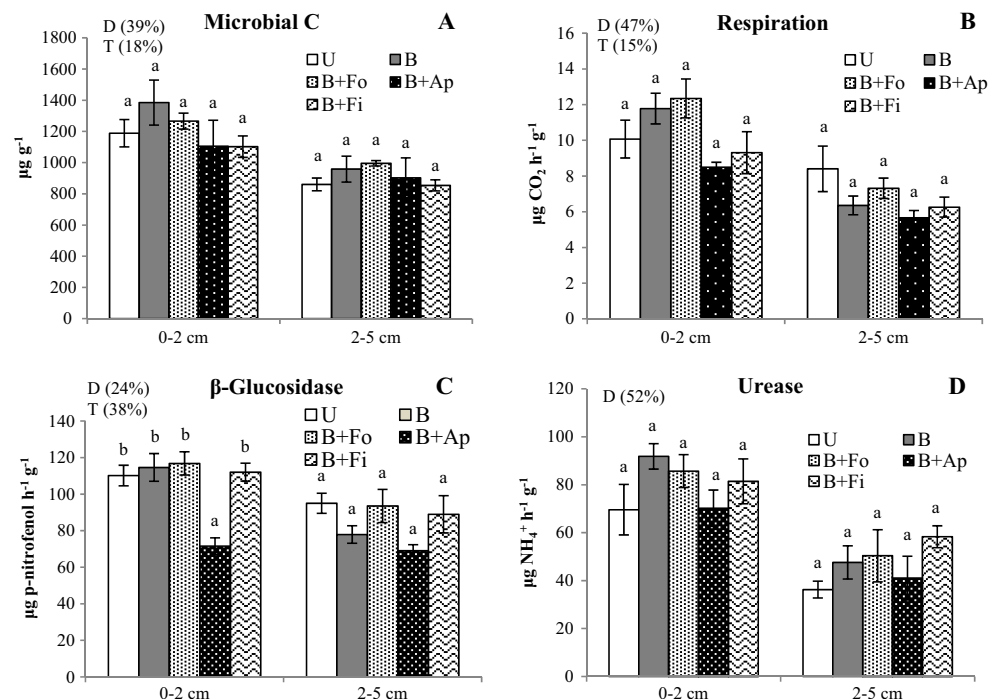 D (39%)
T (18%)
Microbial C
A
U
B
B+Fo
B+Ap
B+Fi
µg g⁻¹
1800
1600
1400
1200
1000
800
600
400
200
0
a
a
a
a
a
a
a
a
a
a
0-2 cm
2-5 cm
D (47%)
T (15%)
Respiration
B
U
B
B+Fo
B+Ap
B+Fi
µg CO₂ h⁻¹ g⁻¹
16
14
12
10
8
6
4
2
0
a
a
a
a
a
a
a
a
a
a
0-2 cm
2-5 cm
D (24%)
T (38%)
β-Glucosidase
C
U
B
B+Fo
B+Ap
B+Fi
µg p-nitrofenol h⁻¹ g⁻¹
140
120
100
80
60
40
20
0
b
b
b
a
b
a
a
a
a
a
0-2 cm
2-5 cm
D (52%)
Urease
D
U
B
B+Fo
B+Ap
B+Fi
µg NH₄⁺ h⁻¹ g⁻¹
120
100
80
60
40
20
0
a
a
a
a
a
a
a
a
a
a
0-2 cm
2-5 cm